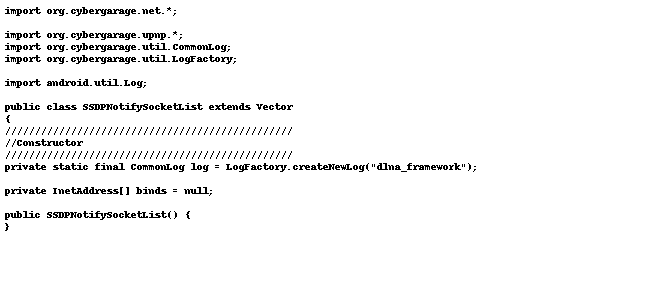 import org.cybergarage.net.*;
import org.cybergarage.upnp.*;
import org.cybergarage.util.CommonLog;
import org.cybergarage.util.LogFactory;
import android.util.Log;
public class SSDPNotifySocketList extends Vector
{
////////////////////////////////////////////////
//Constructor
////////////////////////////////////////////////
private static final CommonLog log = LogFactory.createNewLog("dlna_framework");
private InetAddress[] binds = null;
public SSDPNotifySocketList() {
}